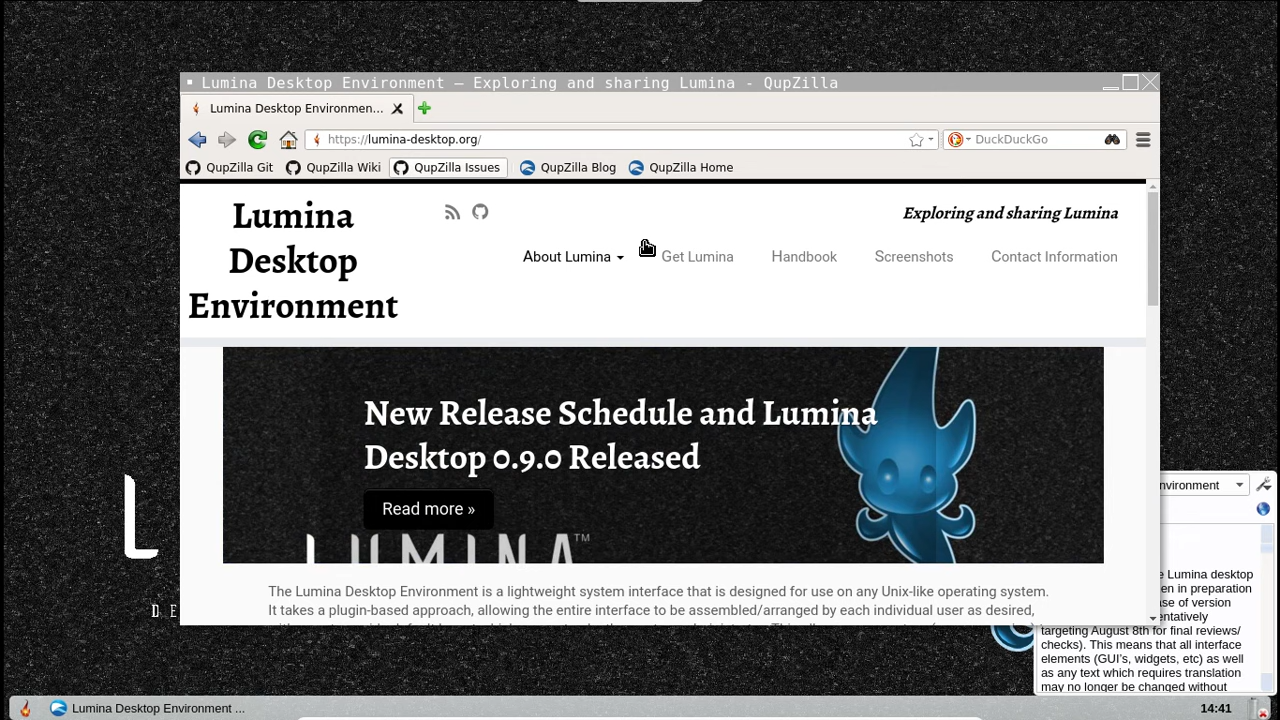 Lumina Desktop Environment – Exploring and sharing Lumina - QupZilla
Lumina Desktop Environmen...
https://lumina-desktop.org/
DuckDuckGo
QupZilla Git QupZilla Wiki QupZilla Issues QupZilla Blog QupZilla Home
Lumina
Desktop
Environment
Exploring and sharing Lumina
About Lumina Get Lumina Handbook Screenshots Contact Information
New Release Schedule and Lumina
Desktop 0.9.0 Released
Read more »
LUMINA™
The Lumina Desktop Environment is a lightweight system interface that is designed for use on any Unix-like operating system.
It takes a plugin-based approach, allowing the entire interface to be assembled/arranged by each individual user as desired,
L
D E
nvironment
e Lumina desktop
en in preparation
ase of version
entatively
targeting August 8th for final reviews/
checks). This means that all interface
elements (GUI's, widgets, etc) as well
as any text which requires translation
may no longer be changed without
Lumina Desktop Environment ...
14:41